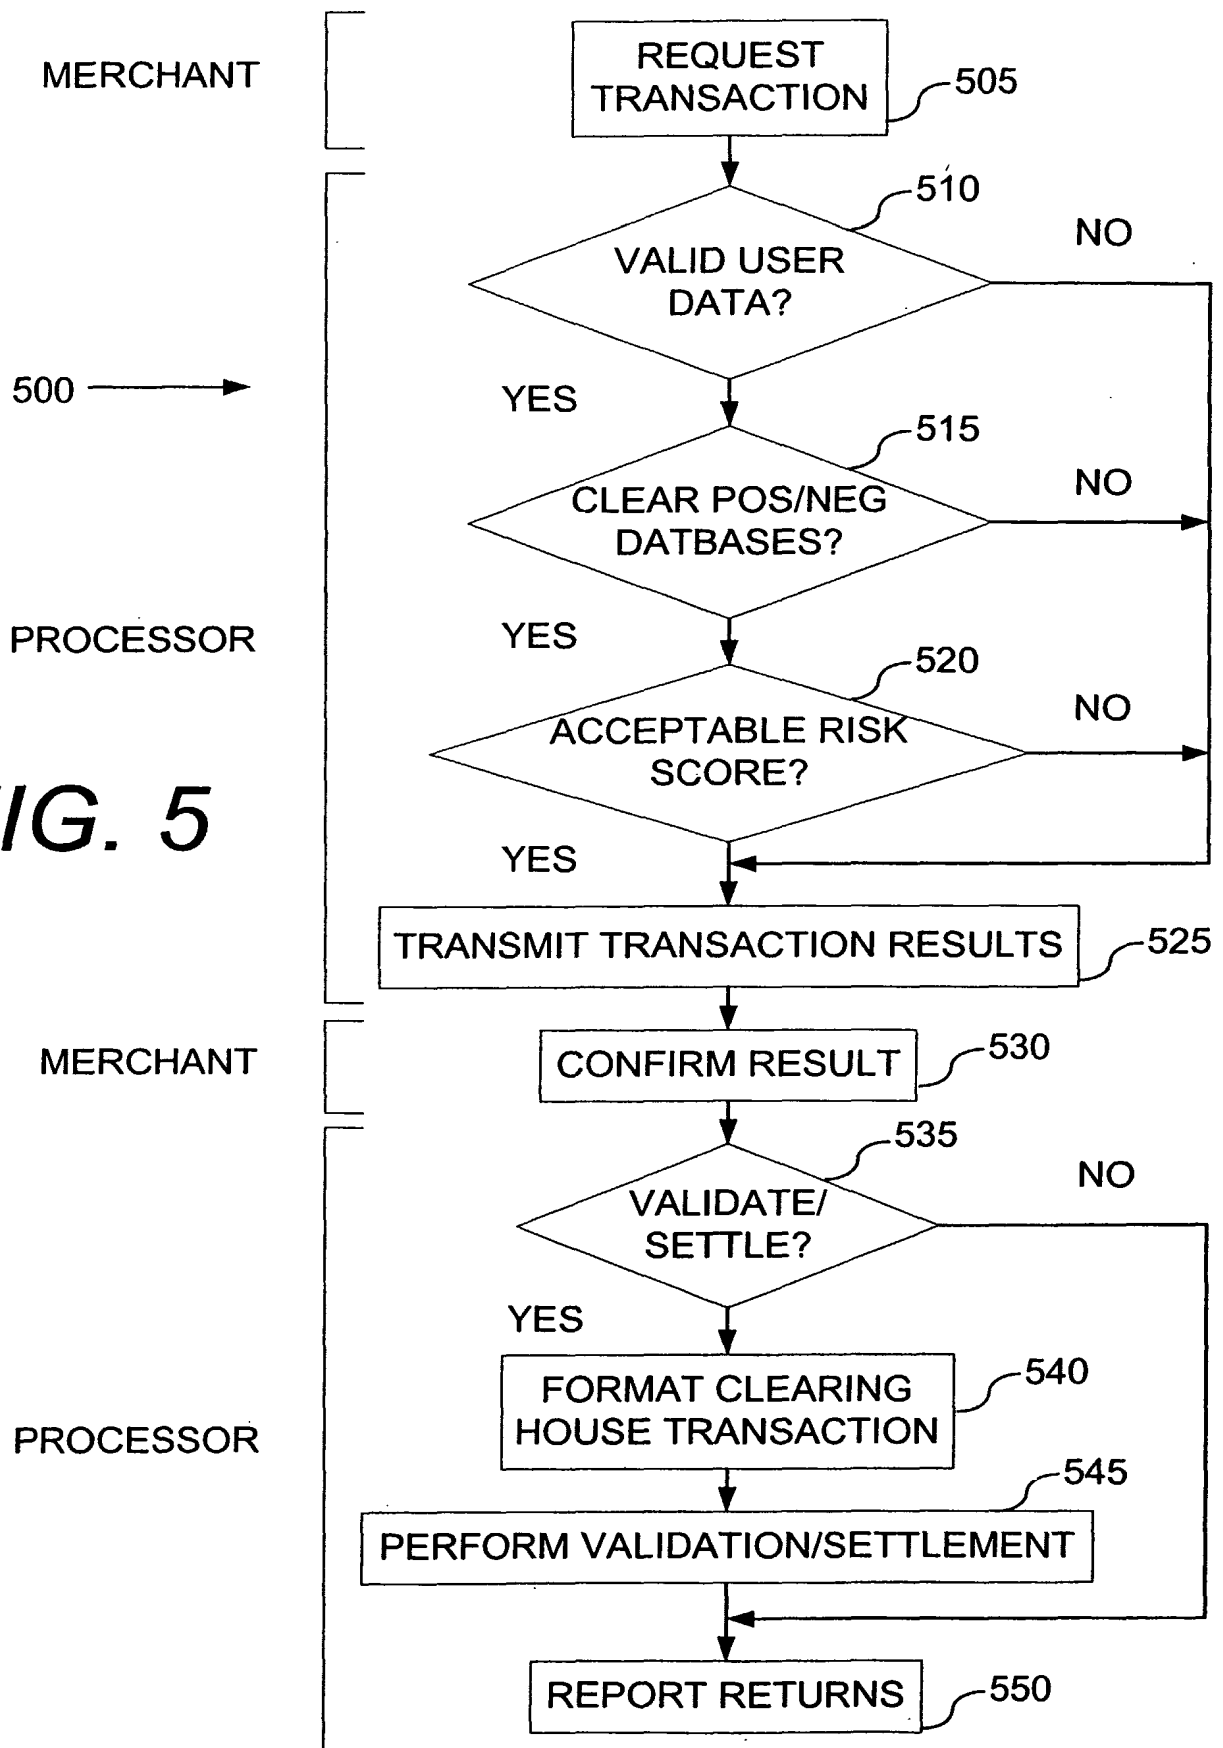 MERCHANT
REQUEST
TRANSACTION
505
510
VALID USER
DATA?
NO
500
YES
515
CLEAR POS/NEG
DATBASES?
NO
PROCESSOR
YES
520
ACCEPTABLE RISK
SCORE?
NO
IG. 5
YES
TRANSMIT TRANSACTION RESULTS
525
MERCHANT
CONFIRM RESULT
530
535
VALIDATE/
SETTLE?
NO
YES
FORMAT CLEARING
HOUSE TRANSACTION
540
PROCESSOR
545
PERFORM VALIDATION/SETTLEMENT
REPORT RETURNS
550